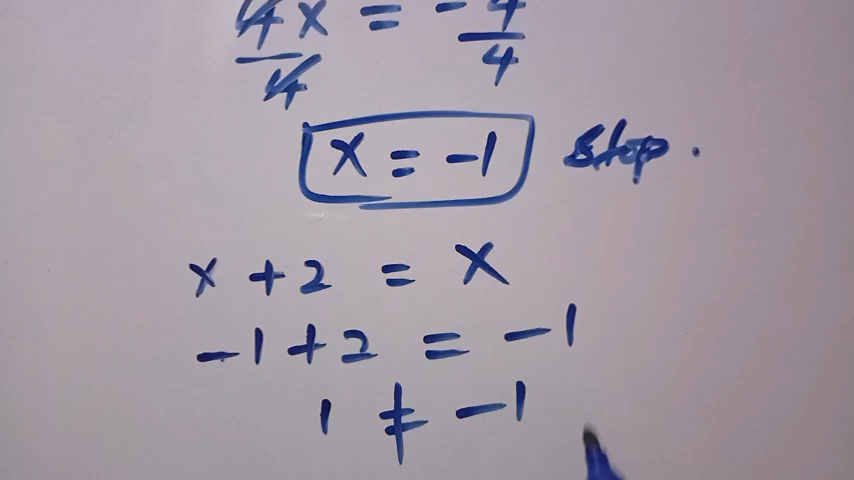 4x = - 4
4 4
x = -1 stop.
x + 2 = x
-1 + 2 = -1
1 ≠ -1